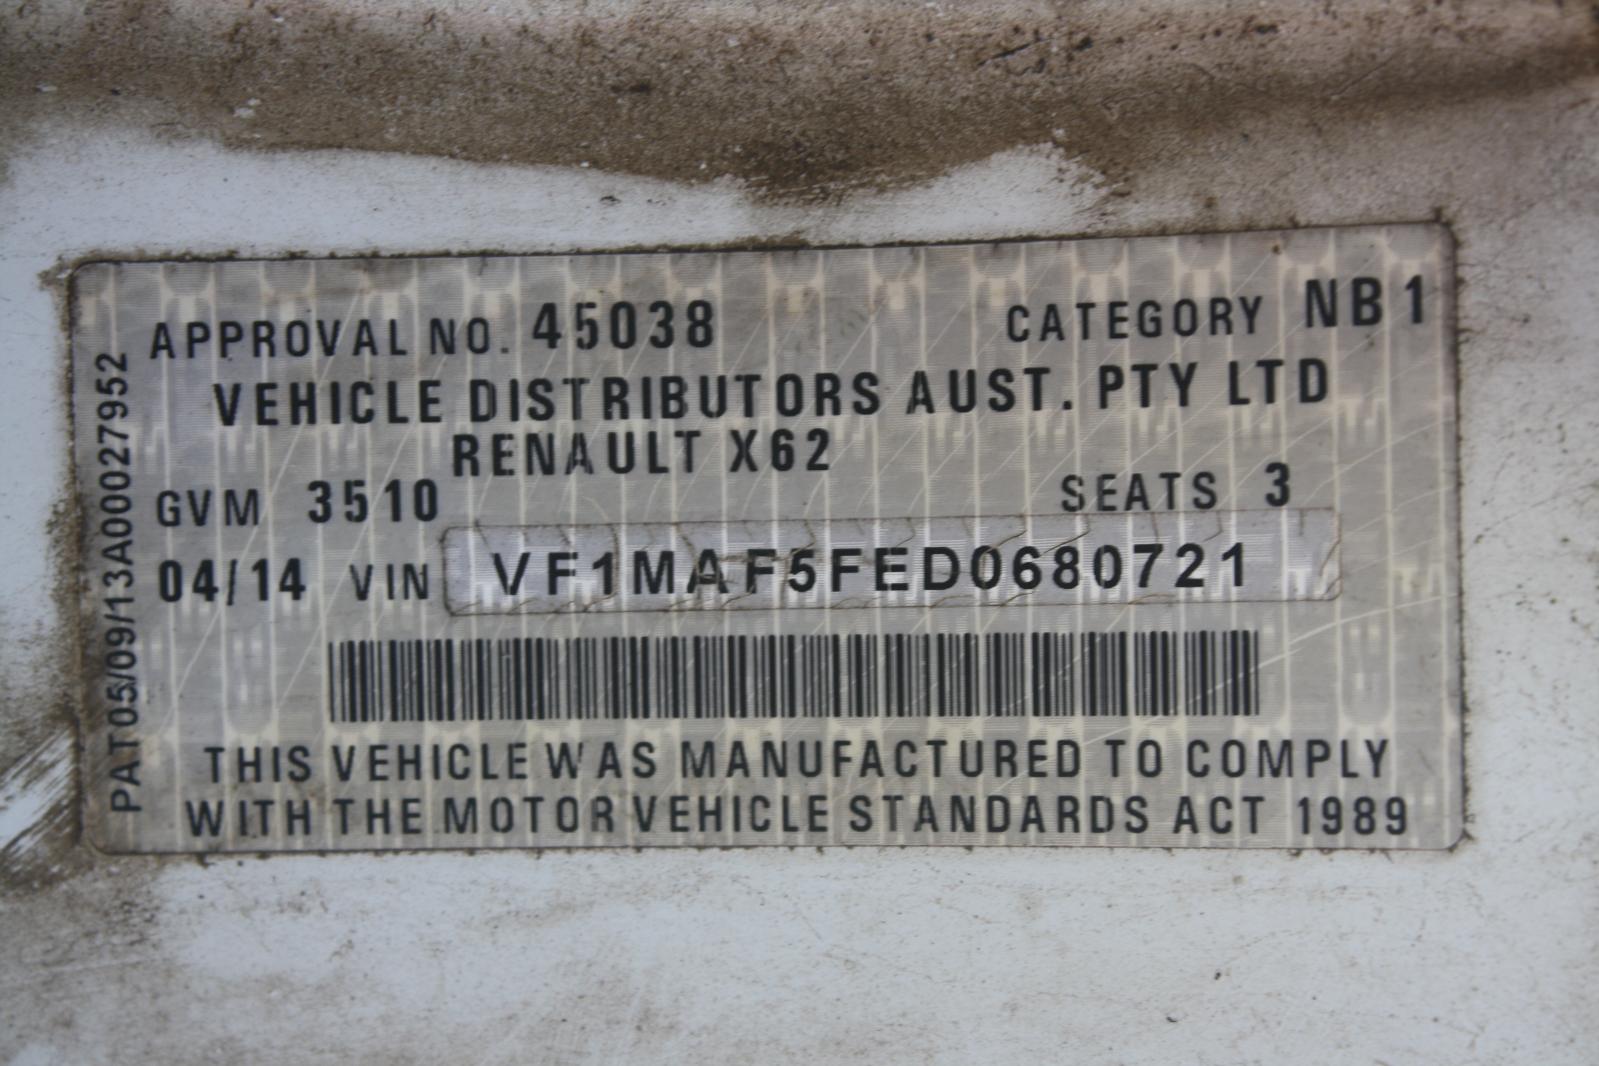 APPROVAL NO. 45038 CATEGORY NB1
VEHICLE DISTRIBUTORS AUST. PTY LTD
RENAULT X62
GVM 3510 SEATS 3
04/14 VIN VF1MAF5FED0680721
THIS VEHICLE WAS MANUFACTURED TO COMPLY
WITH THE MOTOR VEHICLE STANDARDS ACT 1989
PAT05/09/13A00027952